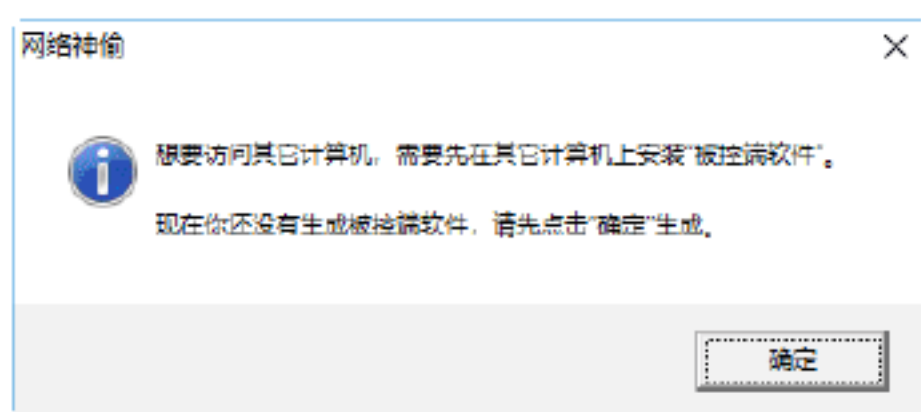 网络神偷
想要访问其它计算机，需要先在其它计算机上安装"被控端软件"。
现在你还没有生成被控端软件，请先点击"确定"生成。
确定